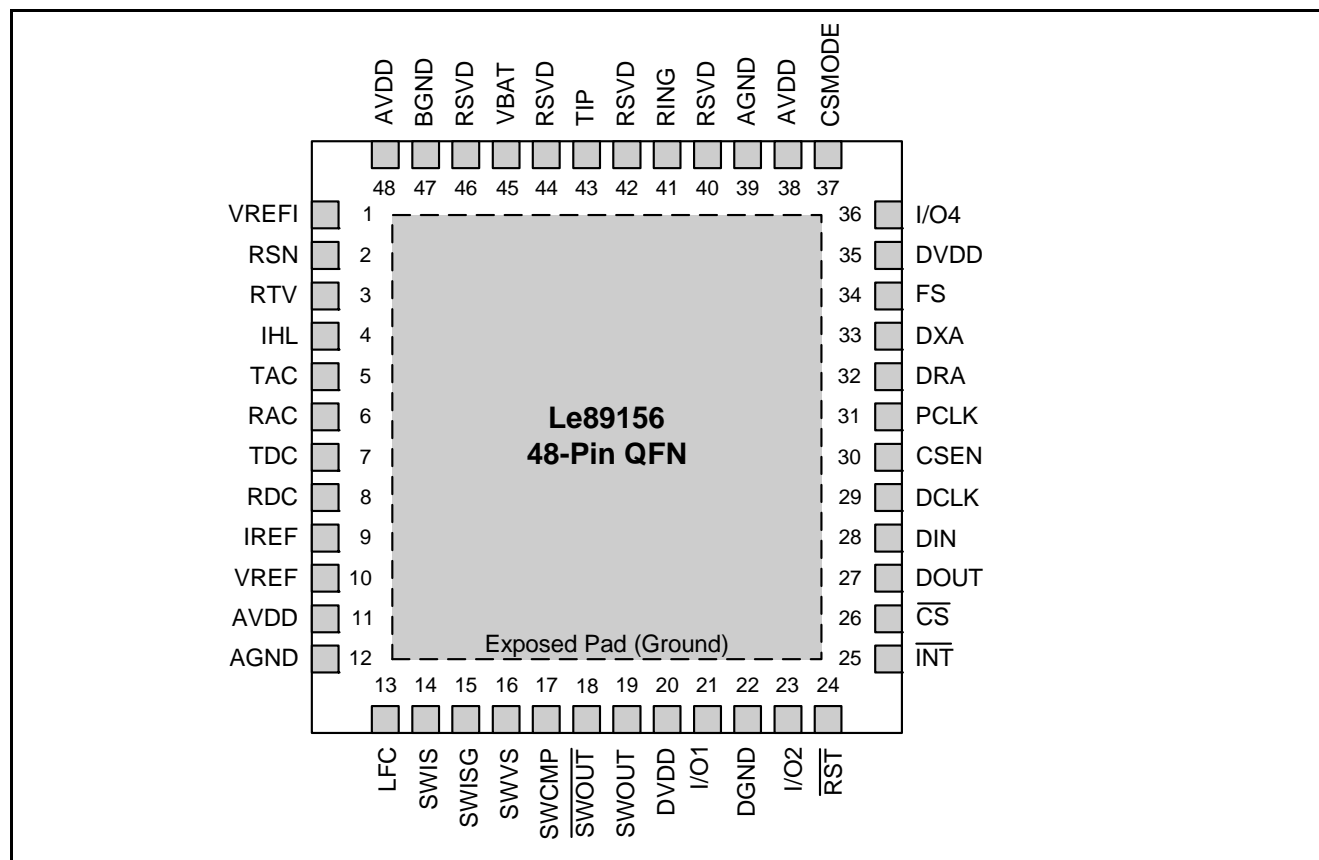 AVDD
BGND
RSVD
VBAT
RSVD
TIP
RSVD
RING
RSVD
AGND
AVDD
CSMODE
48 47 46 45 44 43 42 41 40 39 38 37
VREFI 1
RSN 2
RTV 3
IHL 4
TAC 5
RAC 6
TDC 7
RDC 8
IREF 9
VREF 10
AVDD 11
AGND 12
Le89156
48-Pin QFN
Exposed Pad (Ground)
36 I/O4
35 DVDD
34 FS
33 DXA
32 DRA
31 PCLK
30 CSEN
29 DCLK
28 DIN
27 DOUT
26 C̅S̅
25 I̅N̅T̅
13 14 15 16 17 18 19 20 21 22 23 24
LFC
SWIS
SWISG
SWVS
SWCMP
S̅W̅O̅U̅T̅
SWOUT
DVDD
I/O1
DGND
I/O2
R̅S̅T̅